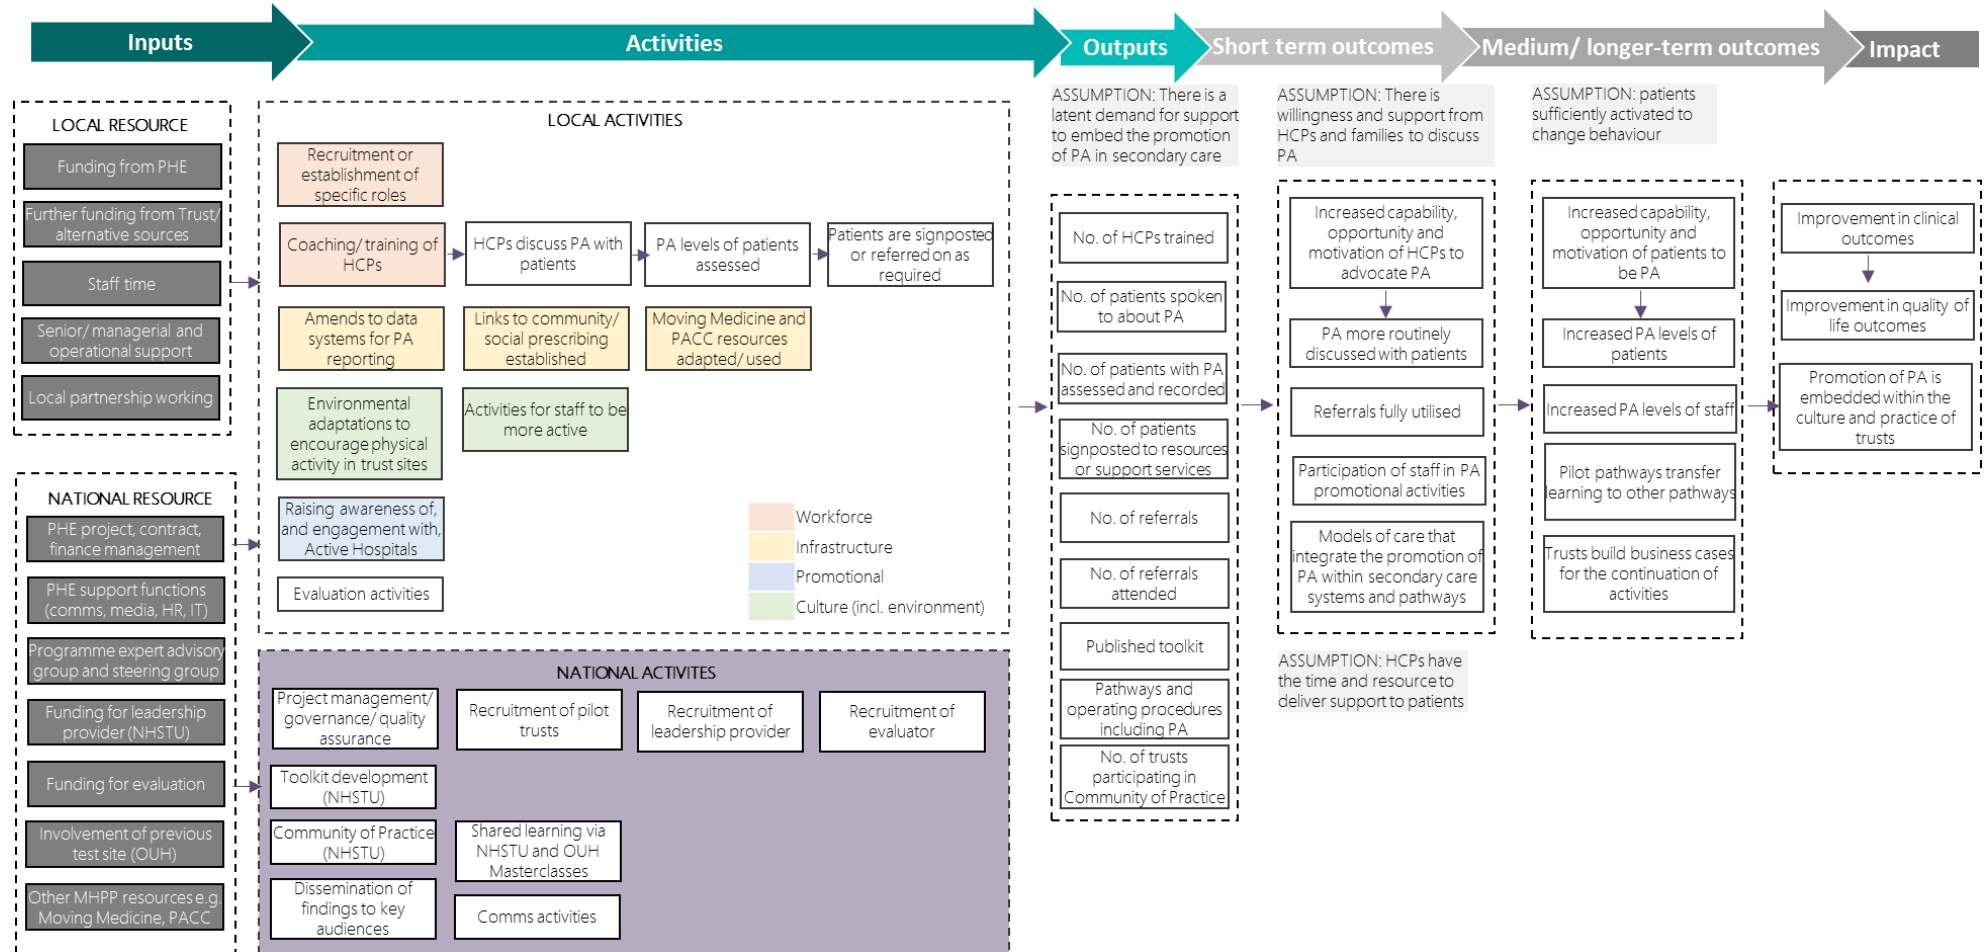 Inputs
Activities
Outputs
Short term outcomes
Medium/ longer-term outcomes
Impact
LOCAL RESOURCE
Funding from PHE
Further funding from Trust/
alternative sources
Staff time
Senior/ managerial and
operational support
Local partnership working
NATIONAL RESOURCE
PHE project, contract,
finance management
PHE support functions
(comms, media, HR, IT)
Programme expert advisory
group and steering group
Funding for leadership
provider (NHSTU)
Funding for evaluation
Involvement of previous
test site (OUH)
Other MHPP resources e.g.
Moving Medicine, PACC
LOCAL ACTIVITIES
Recruitment or
establishment of
specific roles
Coaching/ training of
HCPs
HCPs discuss PA with
patients
PA levels of patients
assessed
Patients are signposted
or referred on as
required
Amends to data
systems for PA
reporting
Links to community/
social prescribing
established
Moving Medicine and
PACC resources
adapted/ used
Environmental
adaptations to
encourage physical
activity in trust sites
Activities for staff to be
more active
Raising awareness of,
and engagement with,
Active Hospitals
Evaluation activities
Workforce
Infrastructure
Promotional
Culture (incl. environment)
NATIONAL ACTIVITES
Project management/
governance/ quality
assurance
Recruitment of pilot
trusts
Recruitment of
leadership provider
Recruitment of
evaluator
Toolkit development
(NHSTU)
Community of Practice
(NHSTU)
Shared learning via
NHSTU and OUH
Masterclasses
Dissemination of
findings to key
audiences
Comms activities
ASSUMPTION: There is a
latent demand for support
to embed the promotion
of PA in secondary care
No. of HCPs trained
No. of patients spoken
to about PA
No. of patients with PA
assessed and recorded
No. of patients
signposted to resources
or support services
No. of referrals
No. of referrals
attended
Published toolkit
Pathways and
operating procedures
including PA
No. of trusts
participating in
Community of Practice
ASSUMPTION: There is
willingness and support from
HCPs and families to discuss
PA
Increased capability,
opportunity and
motivation of HCPs to
advocate PA
PA more routinely
discussed with patients
Referrals fully utilised
Participation of staff in PA
promotional activities
Models of care that
integrate the promotion of
PA within secondary care
systems and pathways
ASSUMPTION: HCPs have
the time and resource to
deliver support to patients
ASSUMPTION: patients
sufficiently activated to
change behaviour
Increased capability,
opportunity and
motivation of patients to
be PA
Increased PA levels of
patients
Increased PA levels of staff
Pilot pathways transfer
learning to other pathways
Trusts build business cases
for the continuation of
activities
Improvement in clinical
outcomes
Improvement in quality of
life outcomes
Promotion of PA is
embedded within the
culture and practice of
trusts